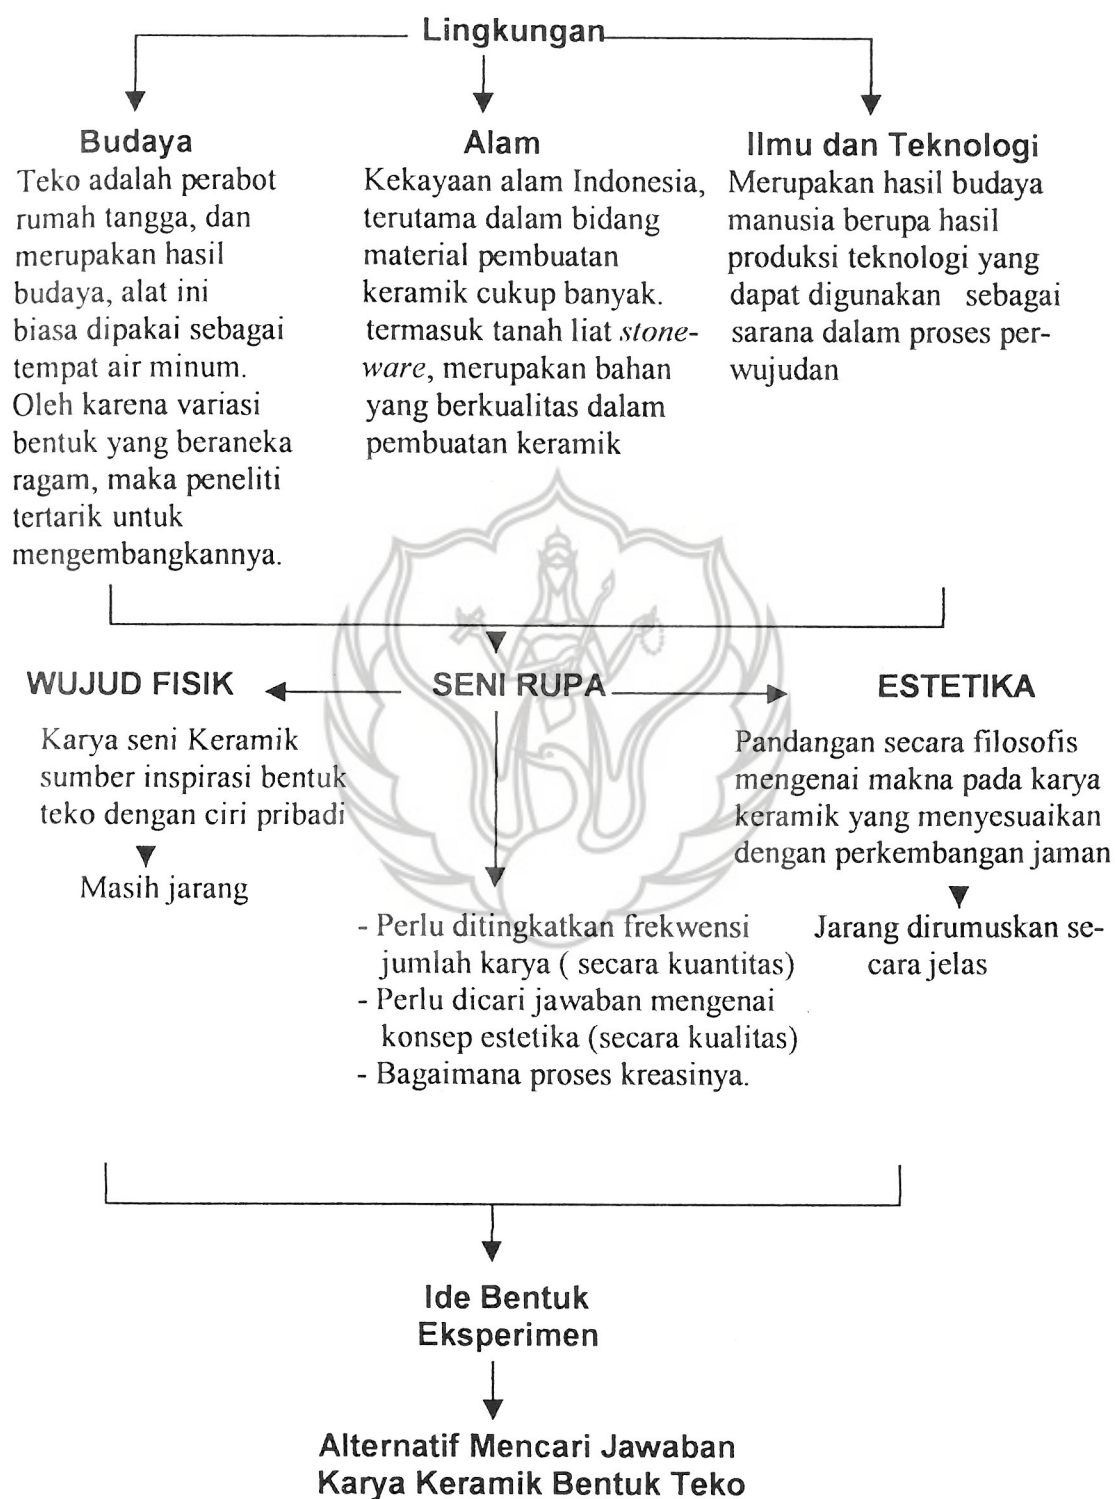 Lingkungan
Budaya
Teko adalah perabot
rumah tangga, dan
merupakan hasil
budaya, alat ini
biasa dipakai sebagai
tempat air minum.
Oleh karena variasi
bentuk yang beraneka
ragam, maka peneliti
tertarik untuk
mengembangkannya.
Alam
Kekayaan alam Indonesia,
terutama dalam bidang
material pembuatan
keramik cukup banyak.
termasuk tanah liat stone-
ware, merupakan bahan
yang berkualitas dalam
pembuatan keramik
Ilmu dan Teknologi
Merupakan hasil budaya
manusia berupa hasil
produksi teknologi yang
dapat digunakan sebagai
sarana dalam proses per-
wujudan
WUJUD FISIK
Karya seni Keramik
sumber inspirasi bentuk
teko dengan ciri pribadi
Masih jarang
SENI RUPA
- Perlu ditingkatkan frekwensi
jumlah karya ( secara kuantitas)
- Perlu dicari jawaban mengenai
konsep estetika (secara kualitas)
- Bagaimana proses kreasinya.
ESTETIKA
Pandangan secara filosofis
mengenai makna pada karya
keramik yang menyesuaikan
dengan perkembangan jaman
Jarang dirumuskan se-
cara jelas
Ide Bentuk
Eksperimen
Alternatif Mencari Jawaban
Karya Keramik Bentuk Teko